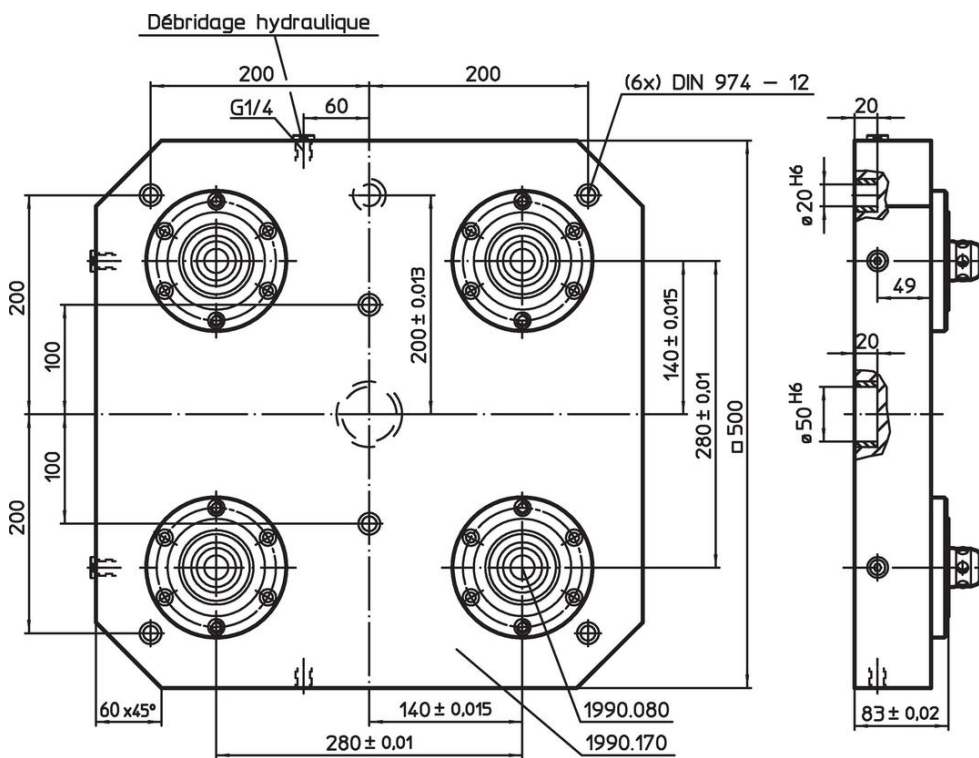 Débridage hydraulique
200
200
(6x) DIN 974 – 12
G1/4
60
20
ø20 H6
200
100
200 ± 0,013
140 ± 0,015
49
20
280 ± 0,01
□ 500
ø50 H6
100
200
60 x45°
140 ± 0,015
1990.080
83 ± 0,02
280 ± 0,01
1990.170